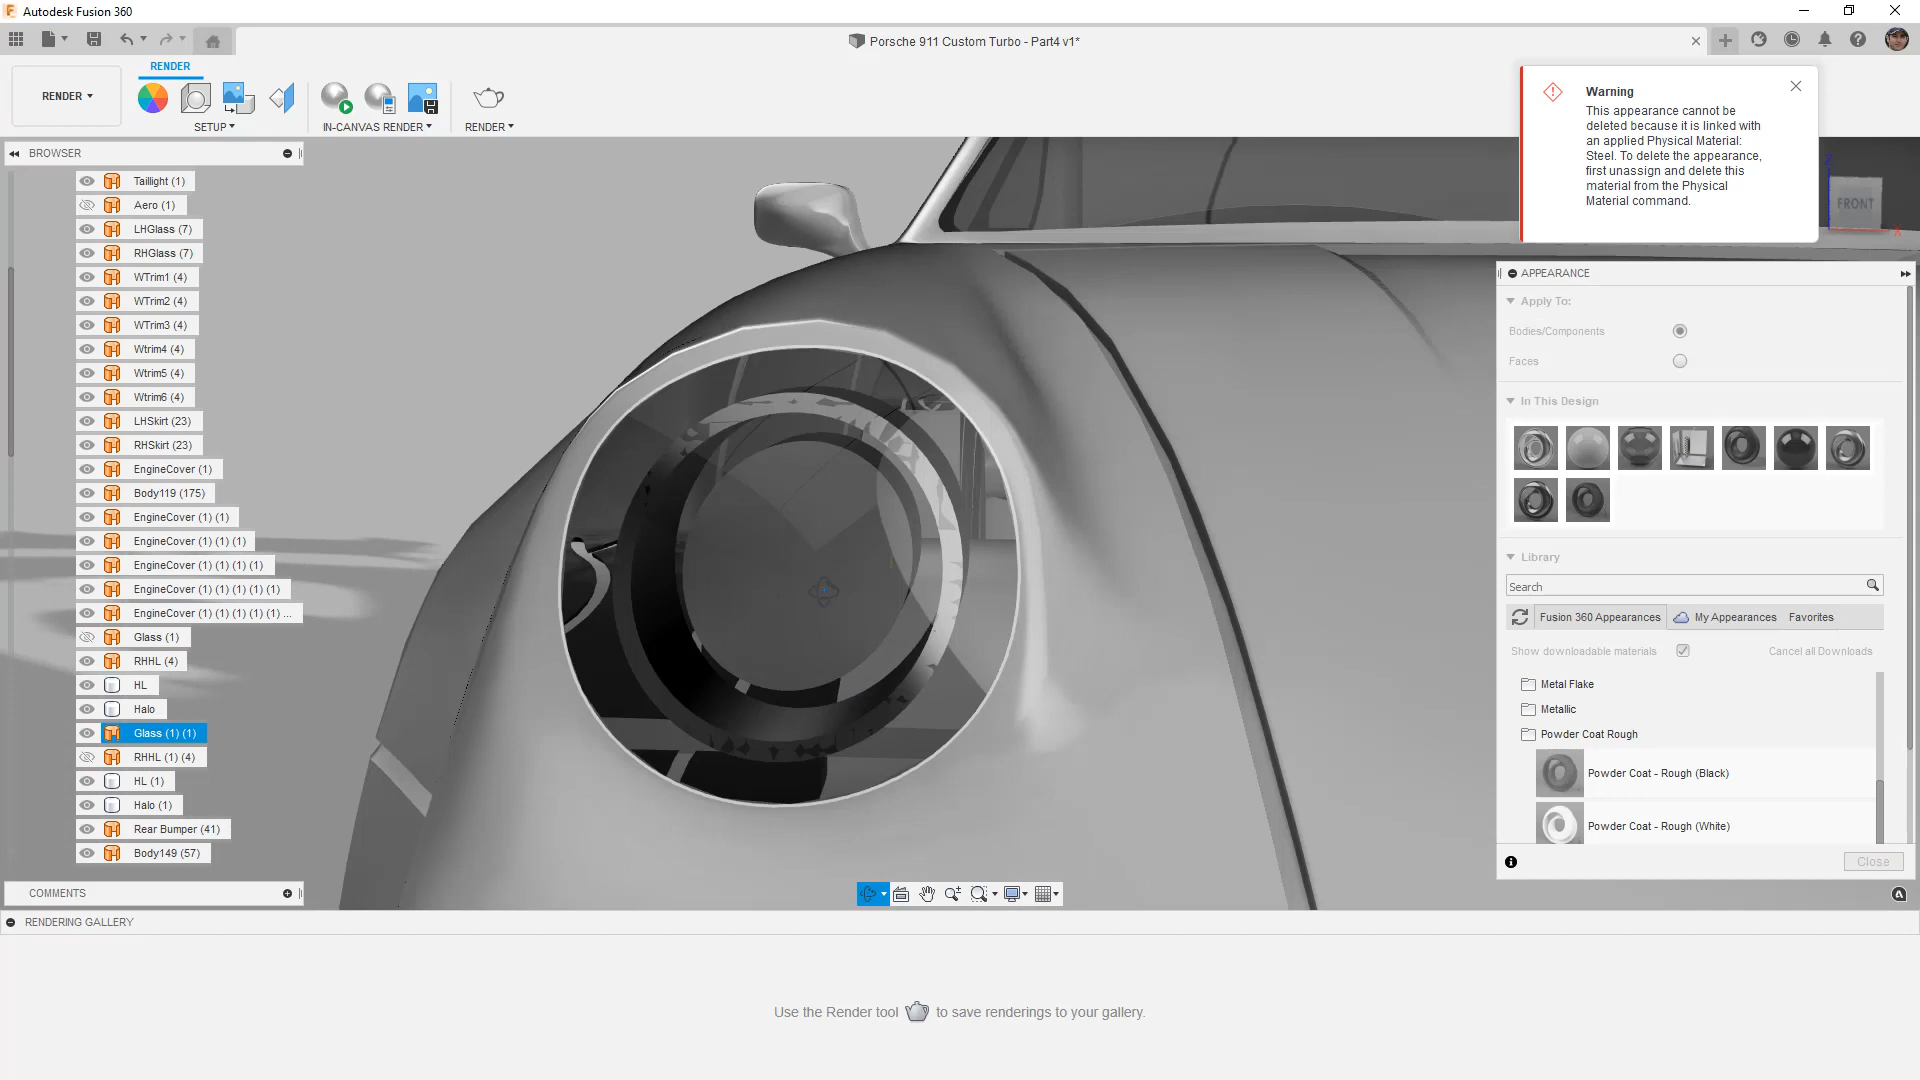 Autodesk Fusion 360
Porsche 911 Custom Turbo - Part4 v1*
RENDER
RENDER
SETUP
IN-CANVAS RENDER
RENDER
Warning
This appearance cannot be
deleted because it is linked with
an applied Physical Material:
Steel. To delete the appearance,
first unassign and delete this
material from the Physical
Material command.
Z
FRONT
X
BROWSER
Taillight (1)
Aero (1)
LHGlass (7)
RHGlass (7)
WTrim1 (4)
WTrim2 (4)
WTrim3 (4)
Wtrim4 (4)
Wtrim5 (4)
Wtrim6 (4)
LHSkirt (23)
RHSkirt (23)
EngineCover (1)
Body119 (175)
EngineCover (1) (1)
EngineCover (1) (1) (1)
EngineCover (1) (1) (1) (1)
EngineCover (1) (1) (1) (1) (1)
EngineCover (1) (1) (1) (1) (1) ...
Glass (1)
RHHL (4)
HL
Halo
Glass (1) (1)
RHHL (1) (4)
HL (1)
Halo (1)
Rear Bumper (41)
Body149 (57)
COMMENTS
APPEARANCE
Apply To:
Bodies/Components
Faces
In This Design
Library
Search
Fusion 360 Appearances
My Appearances
Favorites
Show downloadable materials
Cancel all Downloads
Metal Flake
Metallic
Powder Coat Rough
Powder Coat - Rough (Black)
Powder Coat - Rough (White)
Close
RENDERING GALLERY
Use the Render tool to save renderings to your gallery.